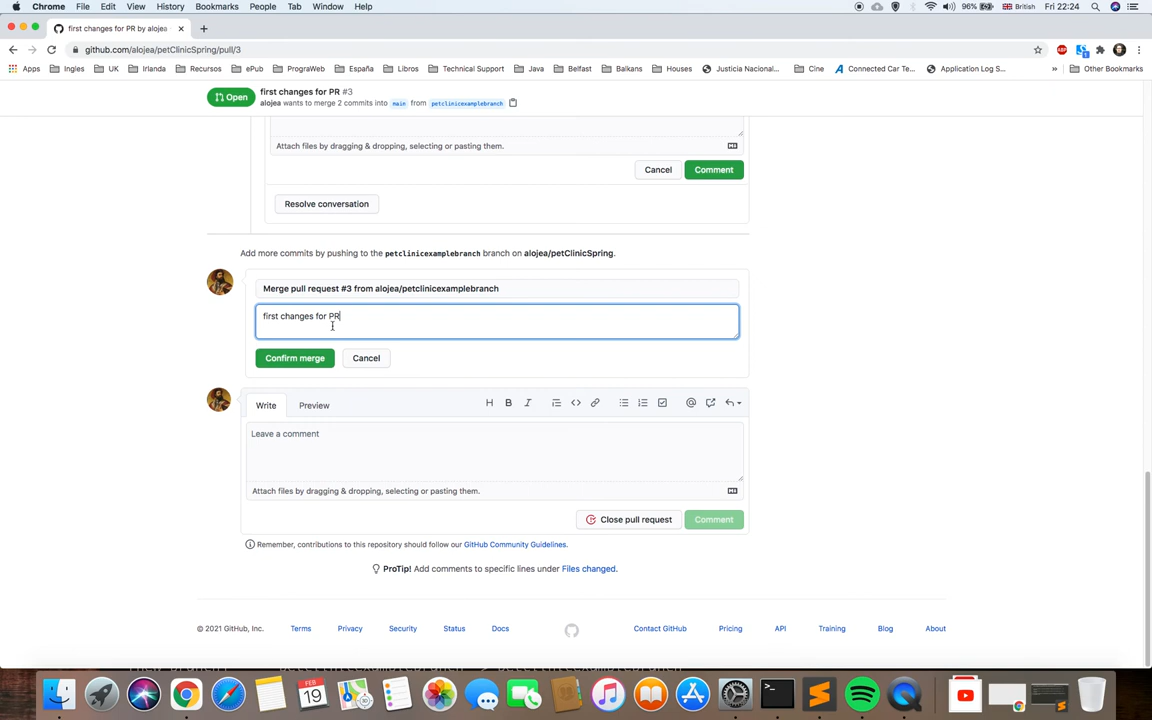 Chrome File Edit View History Bookmarks People Tab Window Help 96% British Fri 22:24
first changes for PR by alojea
github.com/alojea/petClinicSpring/pull/3
Apps Ingles UK Irlanda Recursos ePub PrograWeb España Libros Technical Support Java Belfast Balkans Houses Justicia Nacional... Cine Connected Car Te... Application Log S... » Other Bookmarks
Open
first changes for PR #3
alojea wants to merge 2 commits into main from petclinicexamplebranch
Attach files by dragging & dropping, selecting or pasting them.
Cancel Comment
Resolve conversation
Add more commits by pushing to the petclinicexamplebranch branch on alojea/petClinicSpring.
Merge pull request #3 from alojea/petclinicexamplebranch
first changes for PR
Confirm merge Cancel
Write Preview
Leave a comment
Attach files by dragging & dropping, selecting or pasting them.
Close pull request Comment
Remember, contributions to this repository should follow our GitHub Community Guidelines.
ProTip! Add comments to specific lines under Files changed.
© 2021 GitHub, Inc. Terms Privacy Security Status Docs Contact GitHub Pricing API Training Blog About
19